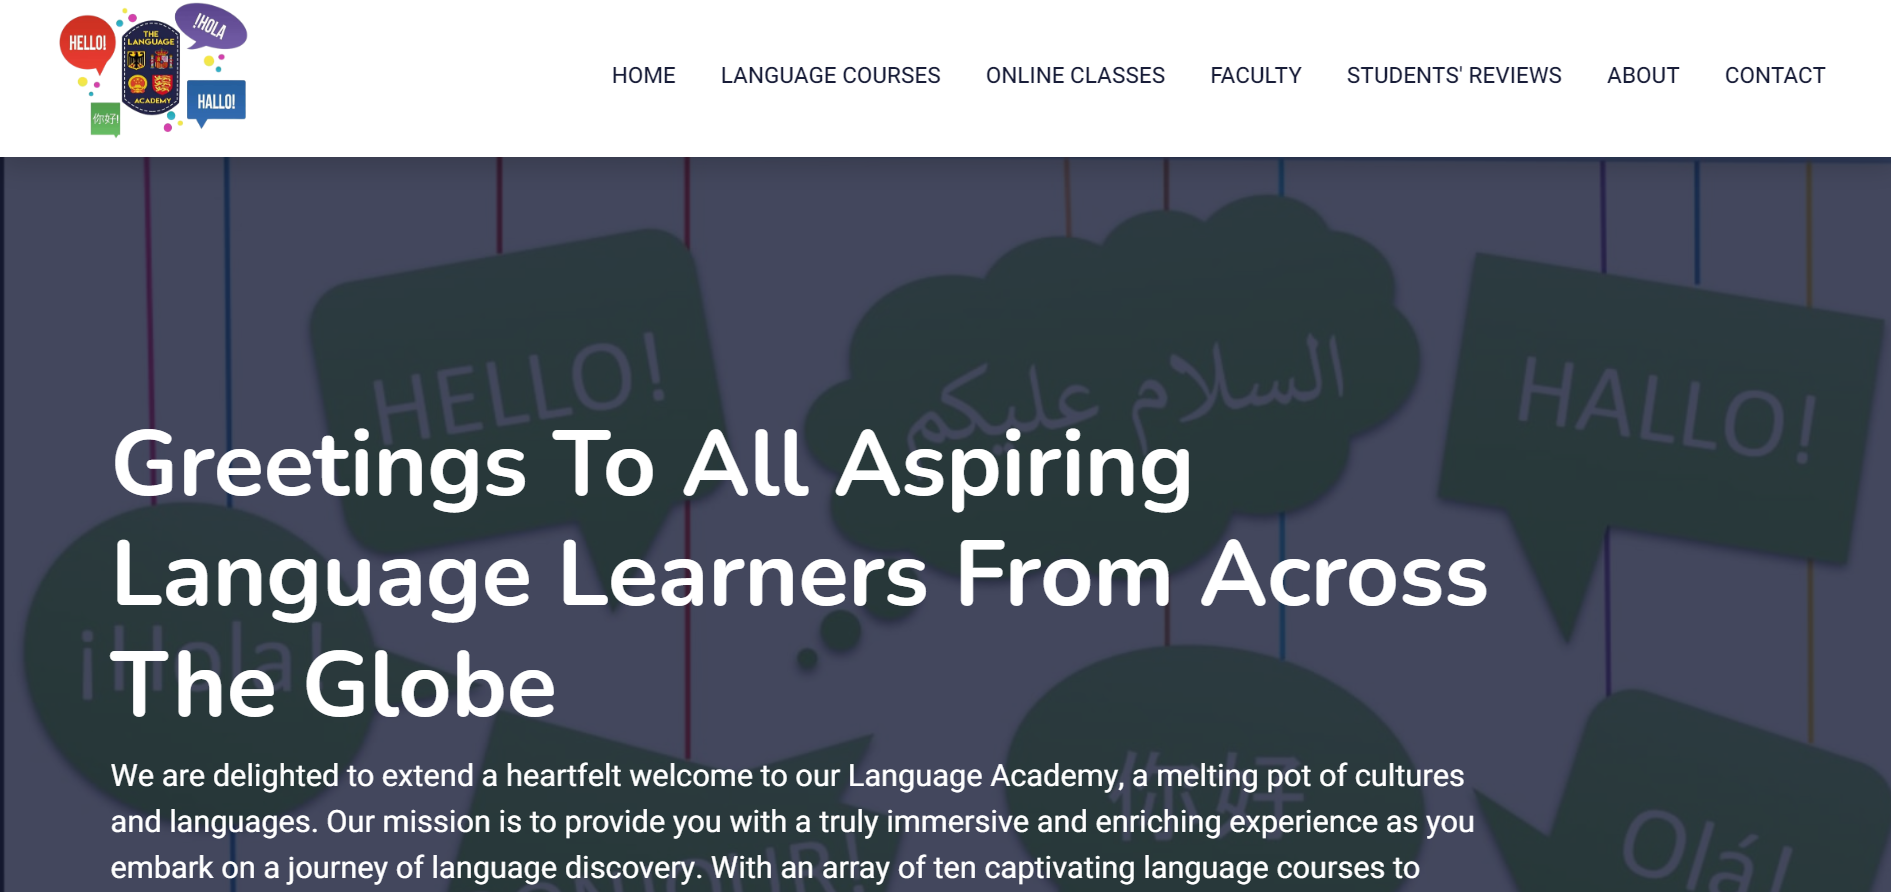 HELLO!
¡HOLA
THE
LANGUAGE
ACADEMY
HALLO!
你好!
HOME LANGUAGE COURSES ONLINE CLASSES FACULTY STUDENTS' REVIEWS ABOUT CONTACT
HELLO!
السلام عليكم
HALLO!
Greetings To All Aspiring
Language Learners From Across
The Globe
¡Hola!
We are delighted to extend a heartfelt welcome to our Language Academy, a melting pot of cultures
and languages. Our mission is to provide you with a truly immersive and enriching experience as you
embark on a journey of language discovery. With an array of ten captivating language courses to
你好
BONJOUR!
Olá!